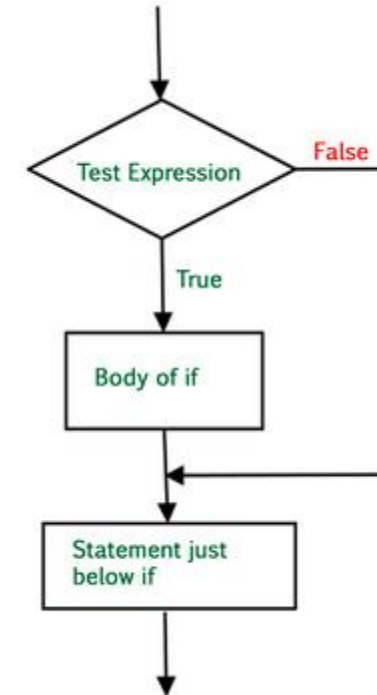 Test Expression
False
True
Body of if
Statement just
below if